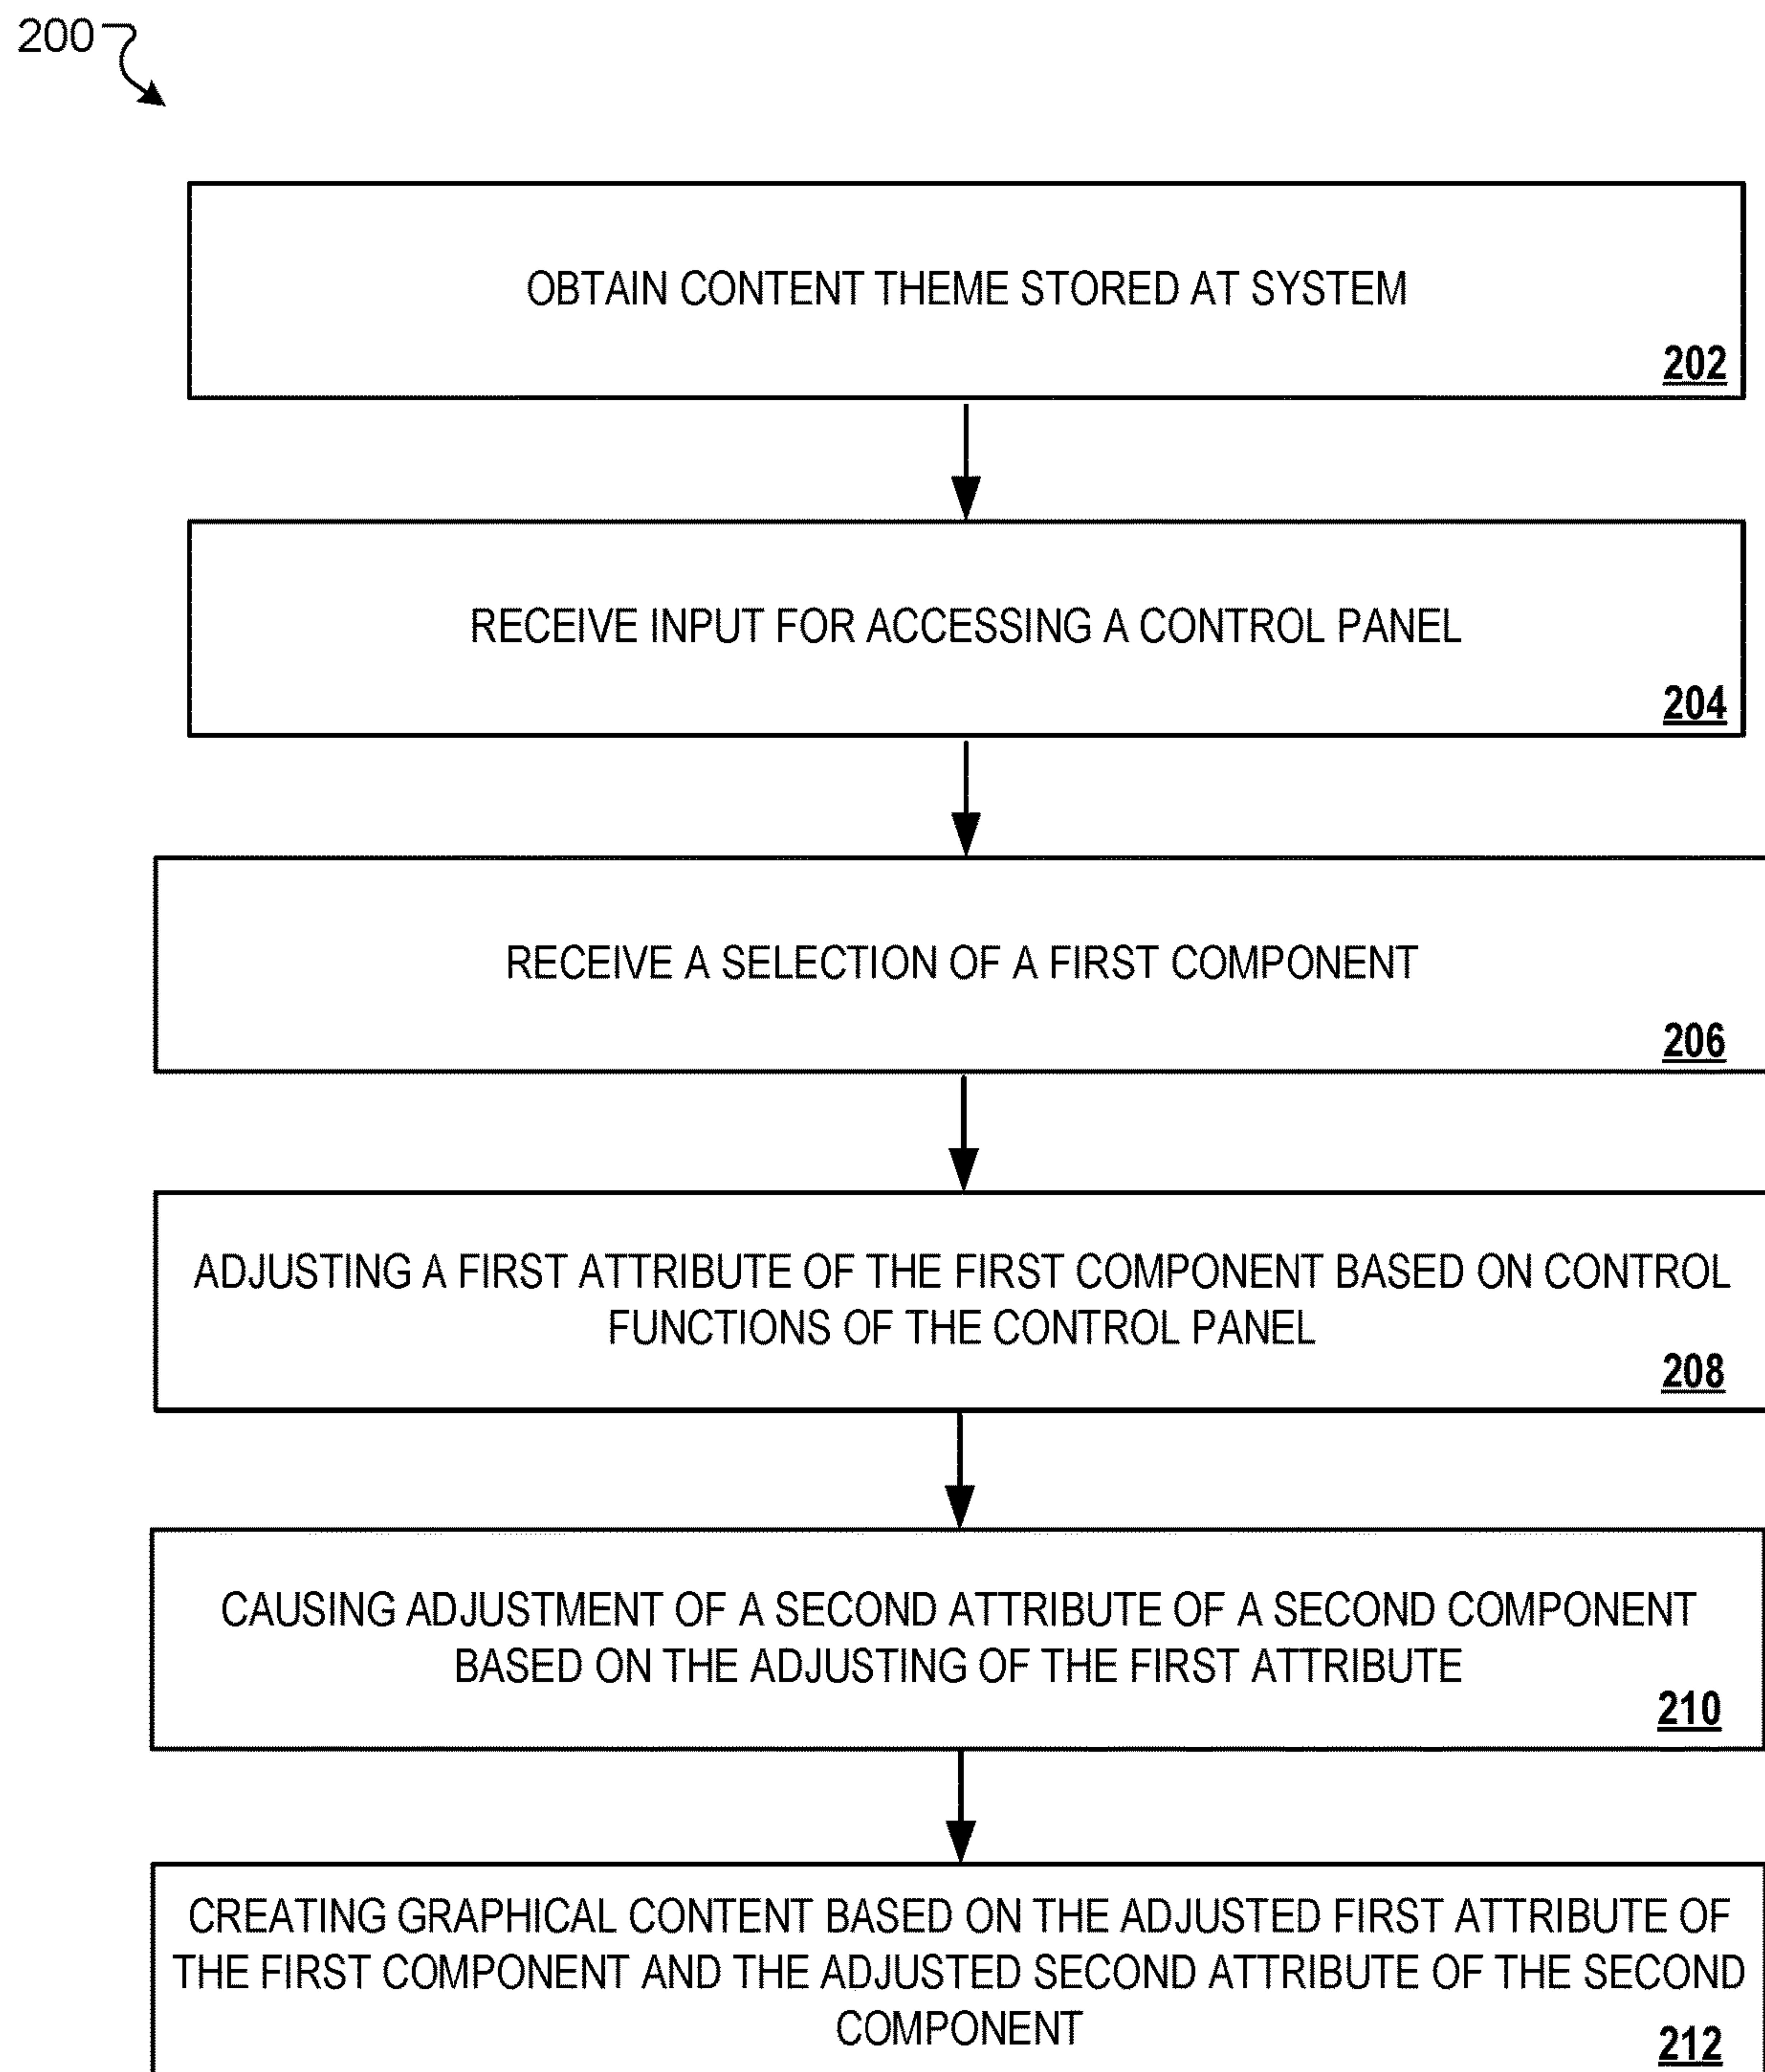 200
OBTAIN CONTENT THEME STORED AT SYSTEM
202
RECEIVE INPUT FOR ACCESSING A CONTROL PANEL
204
RECEIVE A SELECTION OF A FIRST COMPONENT
206
ADJUSTING A FIRST ATTRIBUTE OF THE FIRST COMPONENT BASED ON CONTROL
FUNCTIONS OF THE CONTROL PANEL
208
CAUSING ADJUSTMENT OF A SECOND ATTRIBUTE OF A SECOND COMPONENT
BASED ON THE ADJUSTING OF THE FIRST ATTRIBUTE
210
CREATING GRAPHICAL CONTENT BASED ON THE ADJUSTED FIRST ATTRIBUTE OF
THE FIRST COMPONENT AND THE ADJUSTED SECOND ATTRIBUTE OF THE SECOND
COMPONENT
212